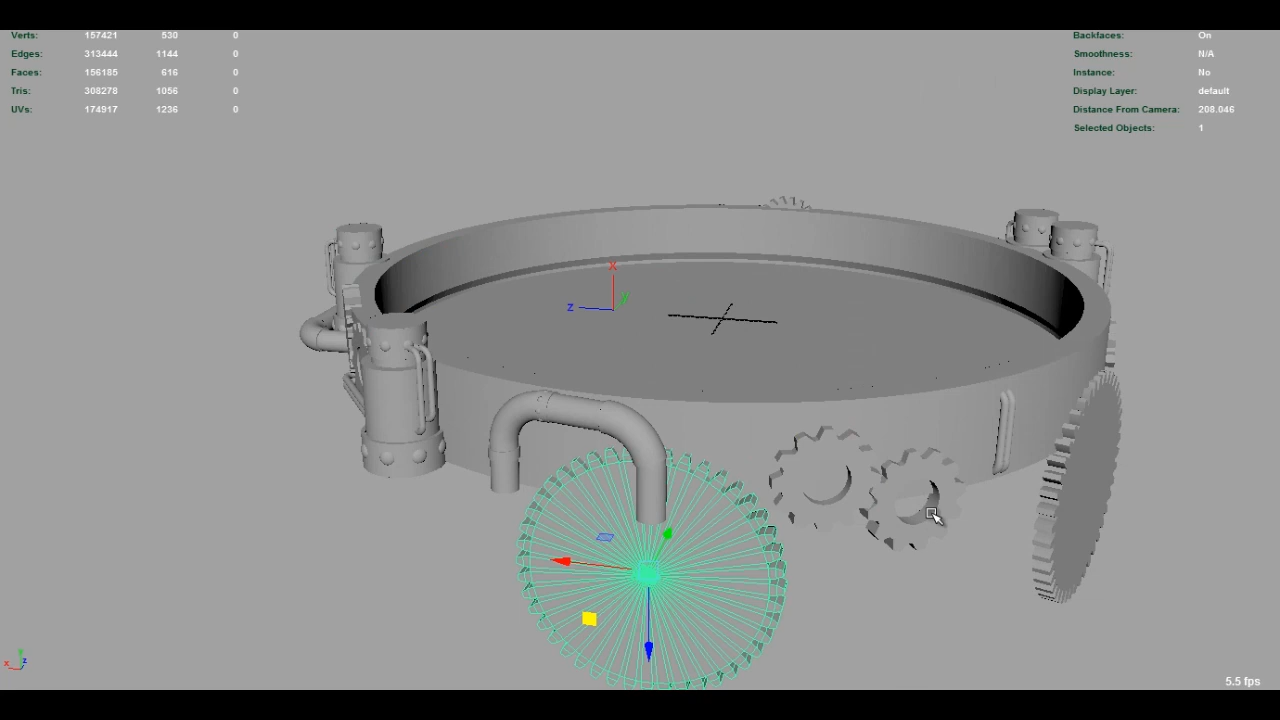 Verts: 157421 530 0
Edges: 313444 1144 0
Faces: 156185 616 0
Tris: 308278 1056 0
UVs: 174917 1236 0
Backfaces: On
Smoothness: N/A
Instance: No
Display Layer: default
Distance From Camera: 208.046
Selected Objects: 1
x
z
y
y
x
z
5.5 fps